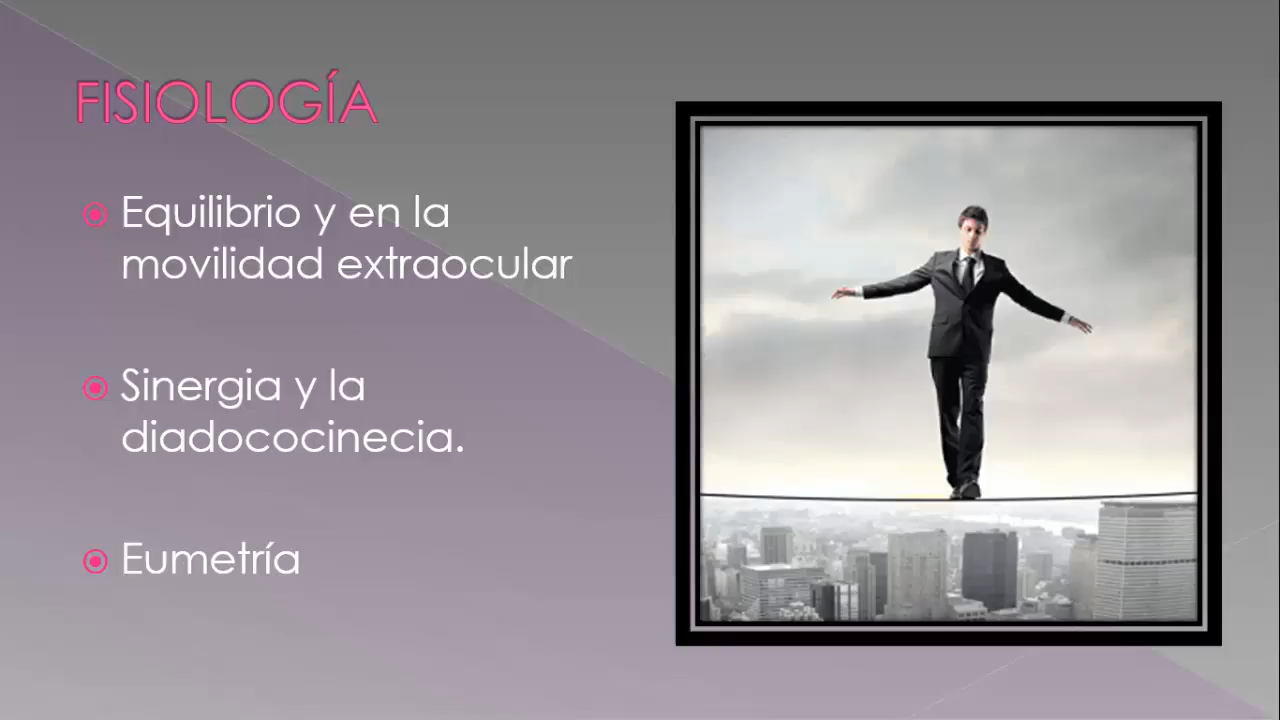 FISIOLOGÍA
Equilibrio y en la
movilidad extraocular
Sinergia y la
diadococinecia.
Eumetría